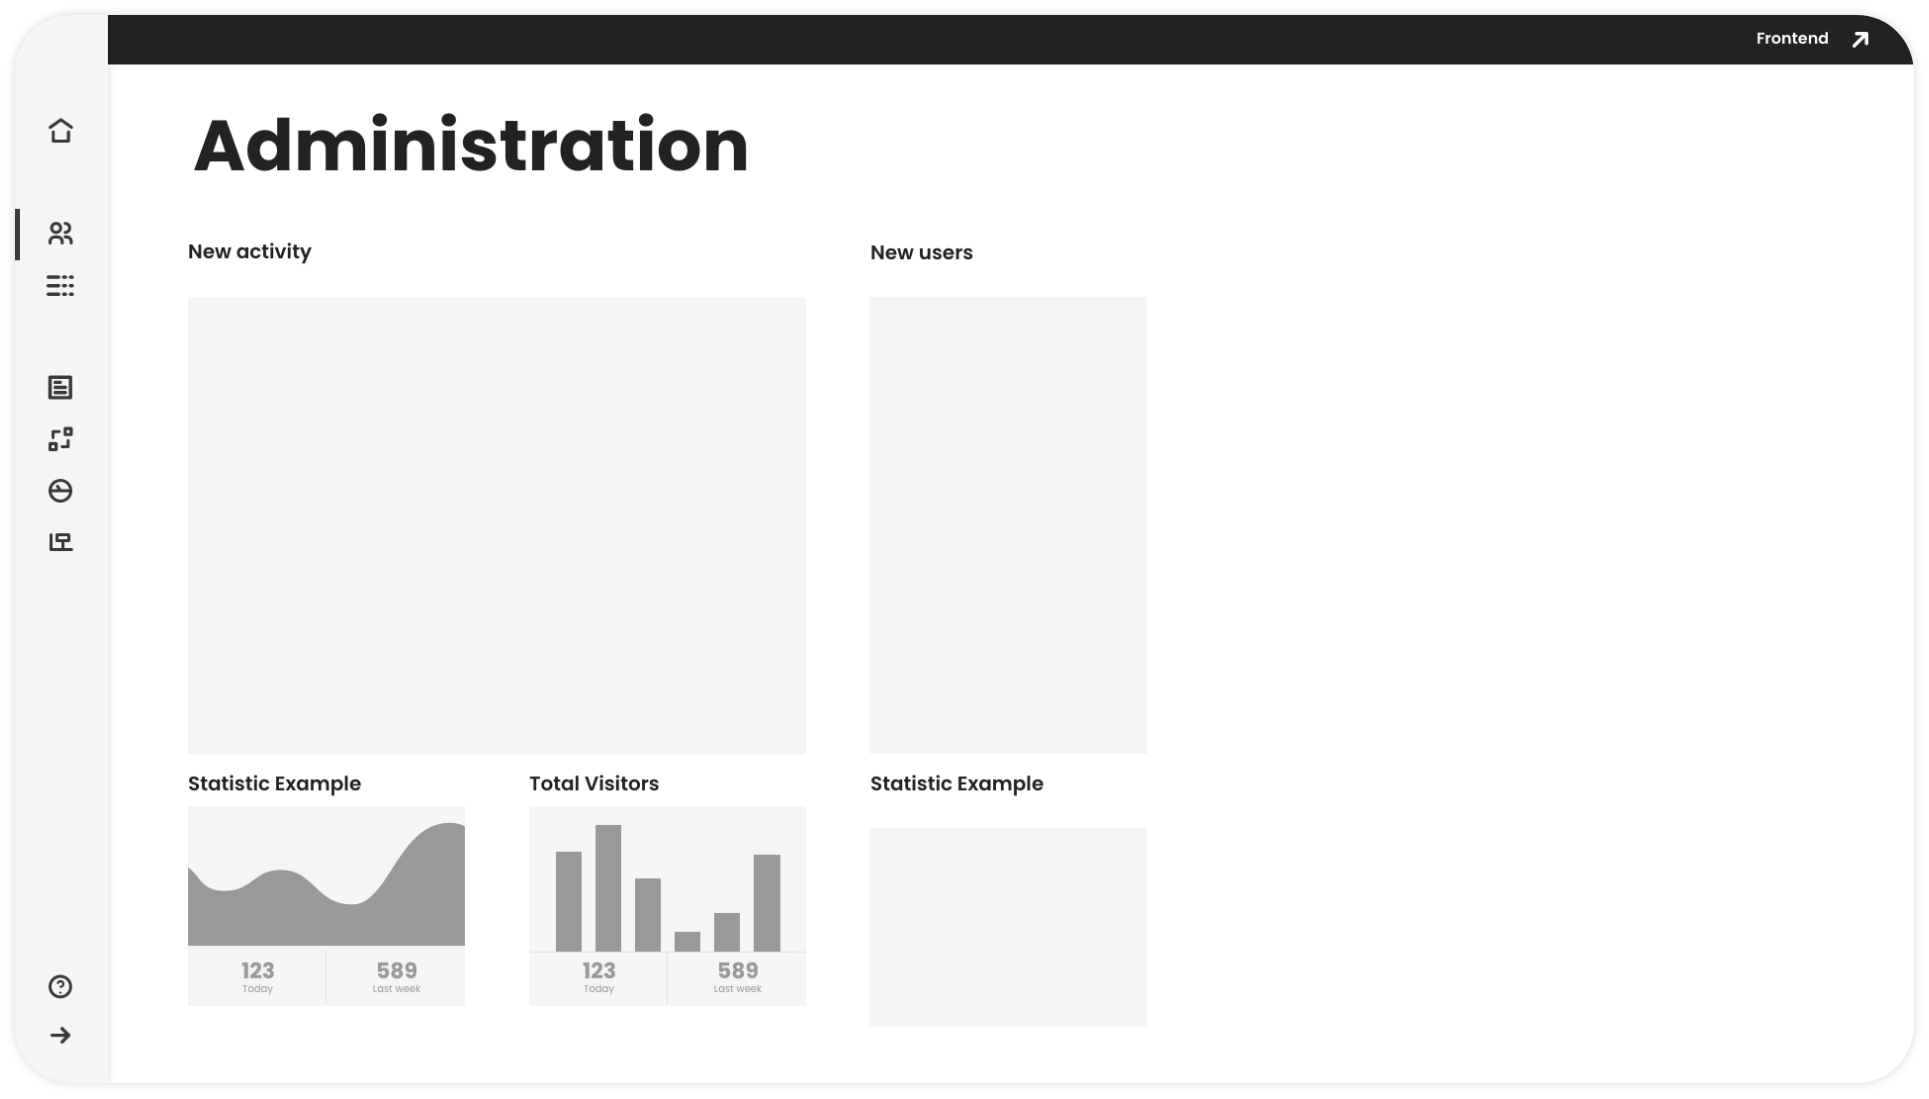 Frontend
Administration
New activity
New users
Statistic Example
Total Visitors
Statistic Example
123
Today
589
Last week
123
Today
589
Last week